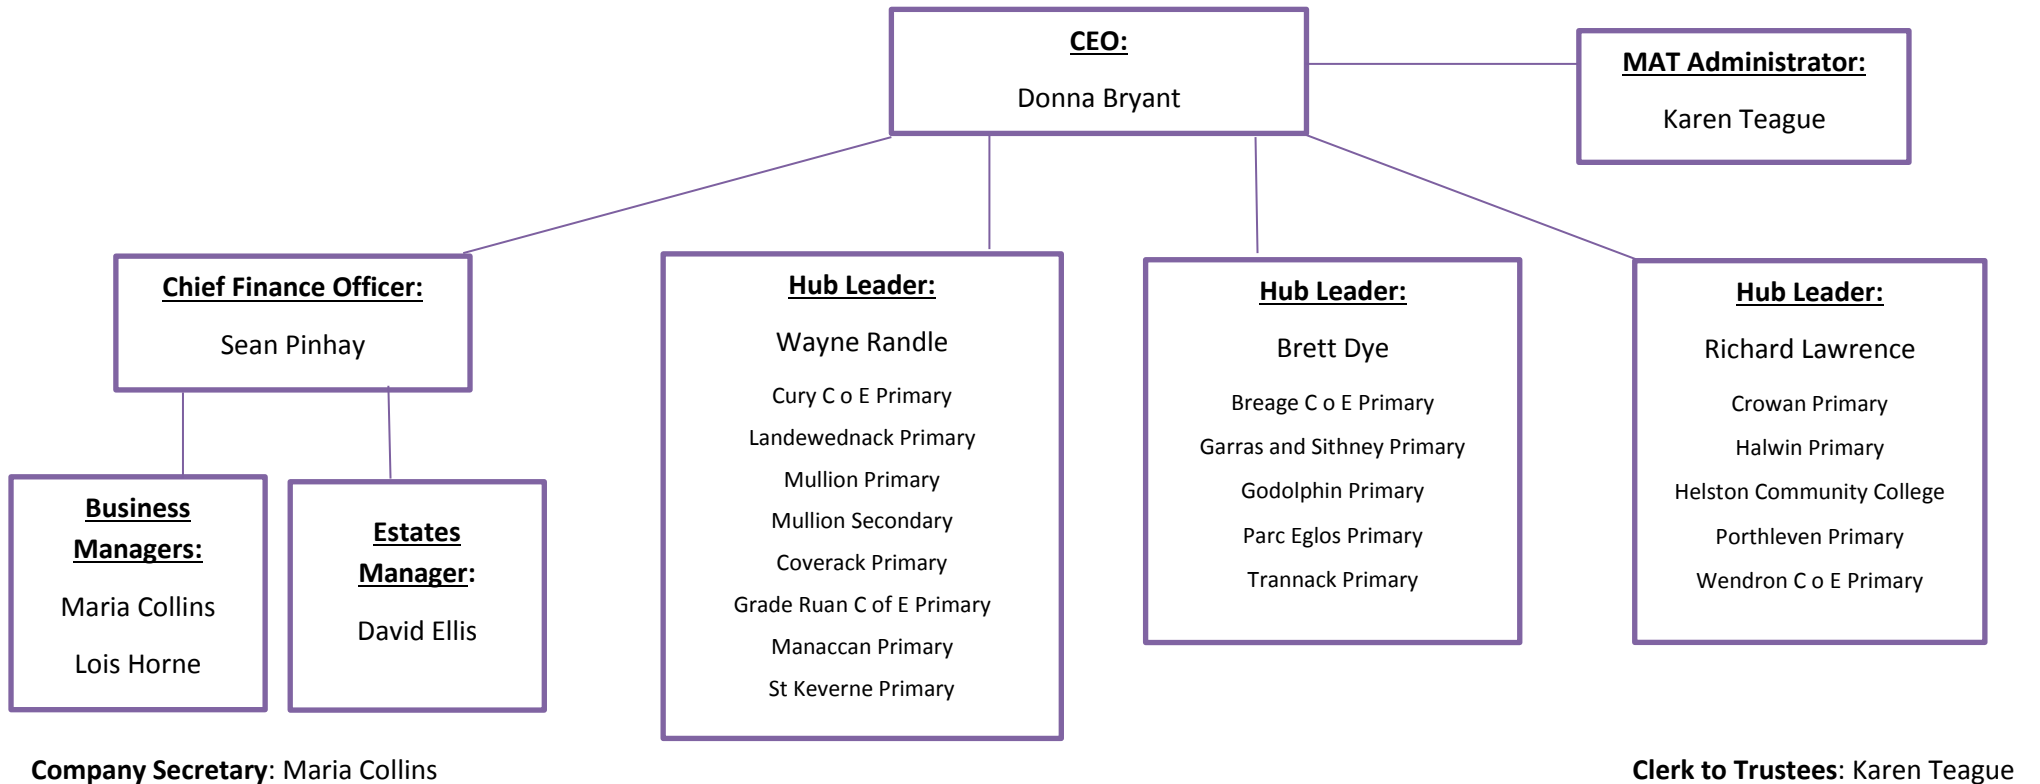 CEO:
Donna Bryant
MAT Administrator:
Karen Teague
Chief Finance Officer:
Sean Pinhay
Hub Leader:
Wayne Randle
Cury C o E Primary
Landewednack Primary
Mullion Primary
Mullion Secondary
Coverack Primary
Grade Ruan C of E Primary
Manaccan Primary
St Keverne Primary
Hub Leader:
Brett Dye
Breage C o E Primary
Garras and Sithney Primary
Godolphin Primary
Parc Eglos Primary
Trannack Primary
Hub Leader:
Richard Lawrence
Crowan Primary
Halwin Primary
Helston Community College
Porthleven Primary
Wendron C o E Primary
Business
Managers:
Maria Collins
Lois Horne
Estates
Manager:
David Ellis
Company Secretary: Maria Collins
Clerk to Trustees: Karen Teague